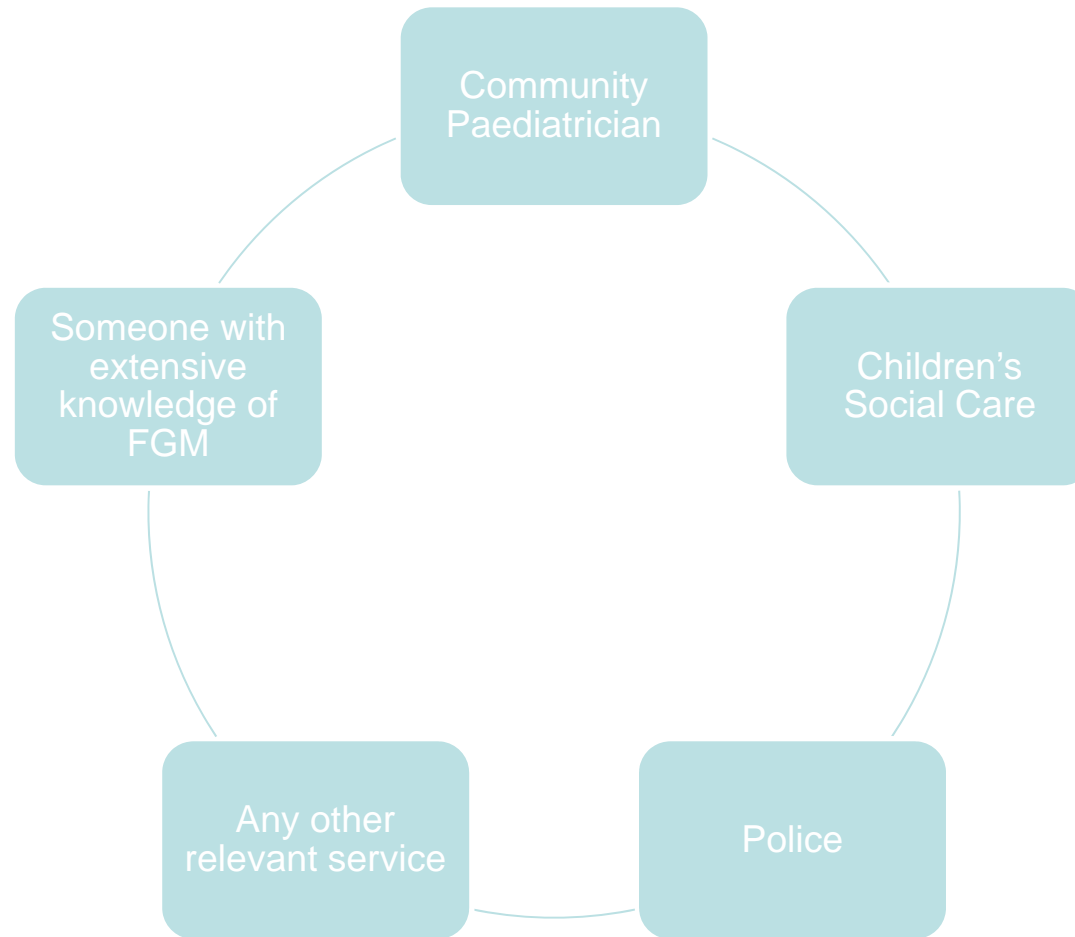 Community
Paediatrician
Children’s
Social Care
Police
Any other
relevant service
Someone with
extensive
knowledge of
FGM